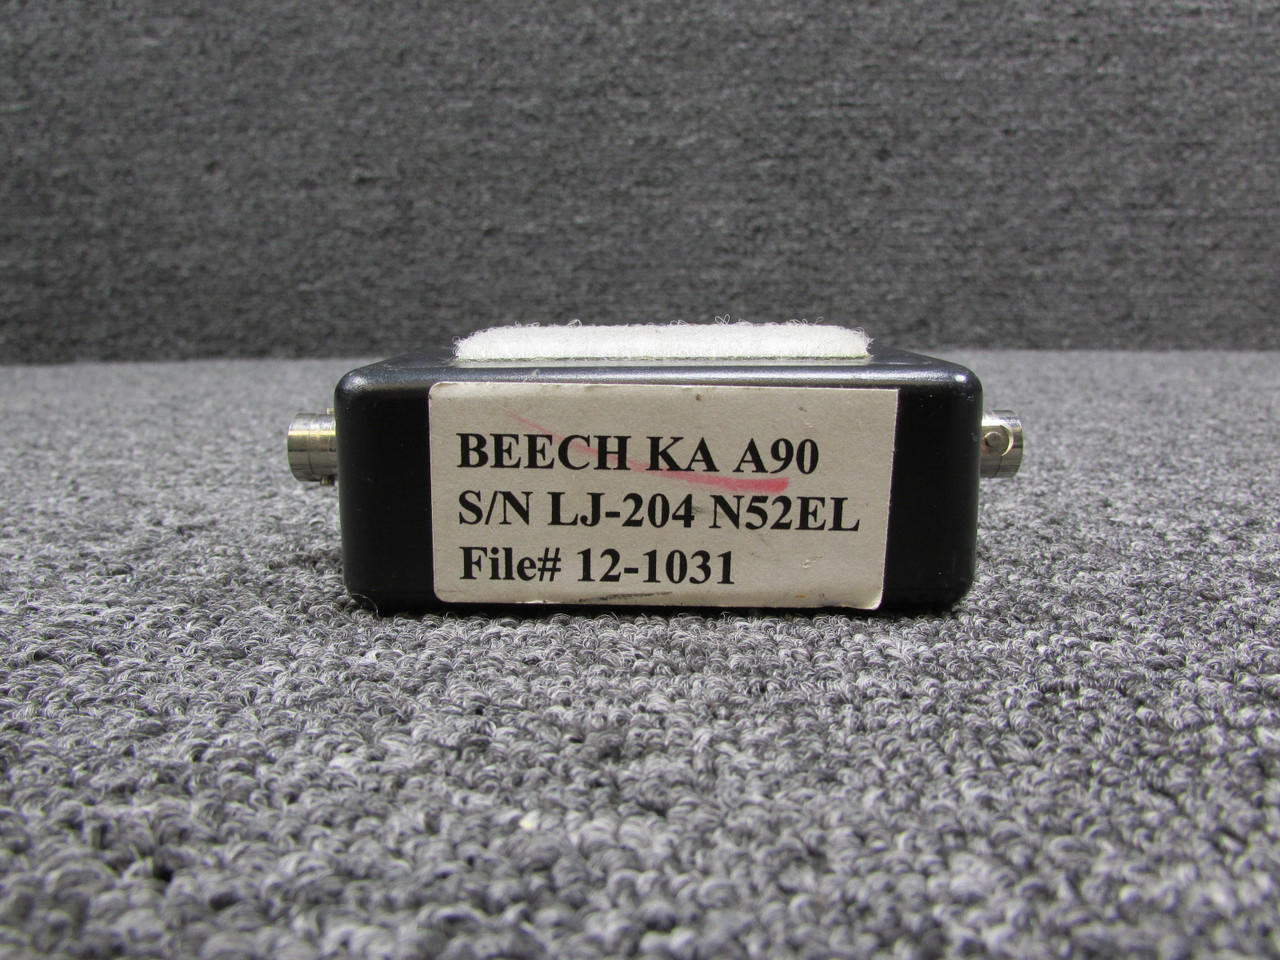 BEECH KA A90
S/N LJ-204 N52EL
File# 12-1031